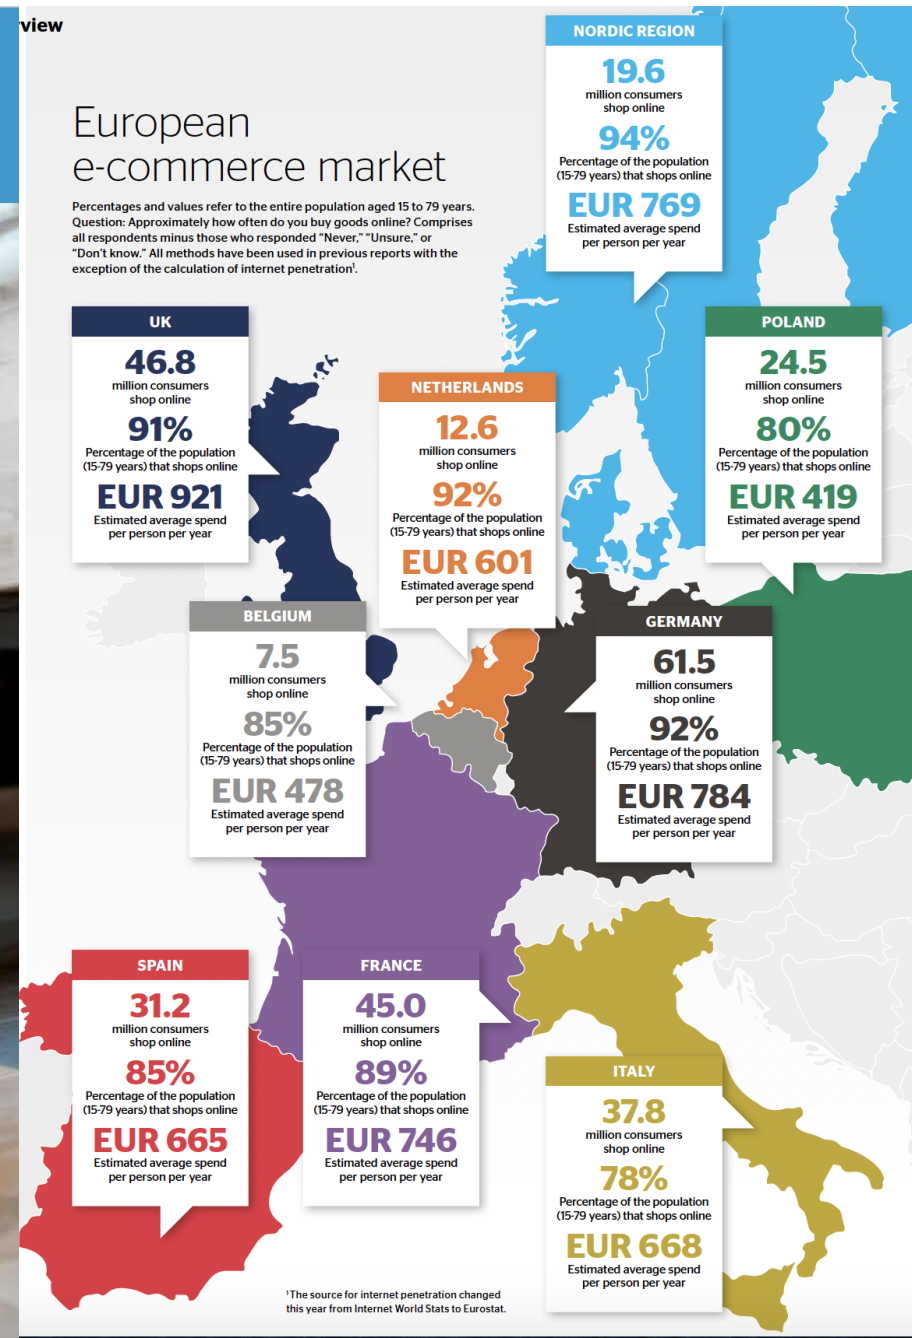 view
European
e-commerce market
Percentages and values refer to the entire population aged 15 to 79 years.
Question: Approximately how often do you buy goods online? Comprises
all respondents minus those who responded “Never,” “Unsure,” or
“Don’t know.” All methods have been used in previous reports with the
exception of the calculation of internet penetration¹.
NORDIC REGION
19.6
million consumers
shop online
94%
Percentage of the population
(15-79 years) that shops online
EUR 769
Estimated average spend
per person per year
UK
46.8
million consumers
shop online
91%
Percentage of the population
(15-79 years) that shops online
EUR 921
Estimated average spend
per person per year
NETHERLANDS
12.6
million consumers
shop online
92%
Percentage of the population
(15-79 years) that shops online
EUR 601
Estimated average spend
per person per year
POLAND
24.5
million consumers
shop online
80%
Percentage of the population
(15-79 years) that shops online
EUR 419
Estimated average spend
per person per year
BELGIUM
7.5
million consumers
shop online
85%
Percentage of the population
(15-79 years) that shops online
EUR 478
Estimated average spend
per person per year
GERMANY
61.5
million consumers
shop online
92%
Percentage of the population
(15-79 years) that shops online
EUR 784
Estimated average spend
per person per year
SPAIN
31.2
million consumers
shop online
85%
Percentage of the population
(15-79 years) that shops online
EUR 665
Estimated average spend
per person per year
FRANCE
45.0
million consumers
shop online
89%
Percentage of the population
(15-79 years) that shops online
EUR 746
Estimated average spend
per person per year
ITALY
37.8
million consumers
shop online
78%
Percentage of the population
(15-79 years) that shops online
EUR 668
Estimated average spend
per person per year
¹The source for internet penetration changed
this year from Internet World Stats to Eurostat.